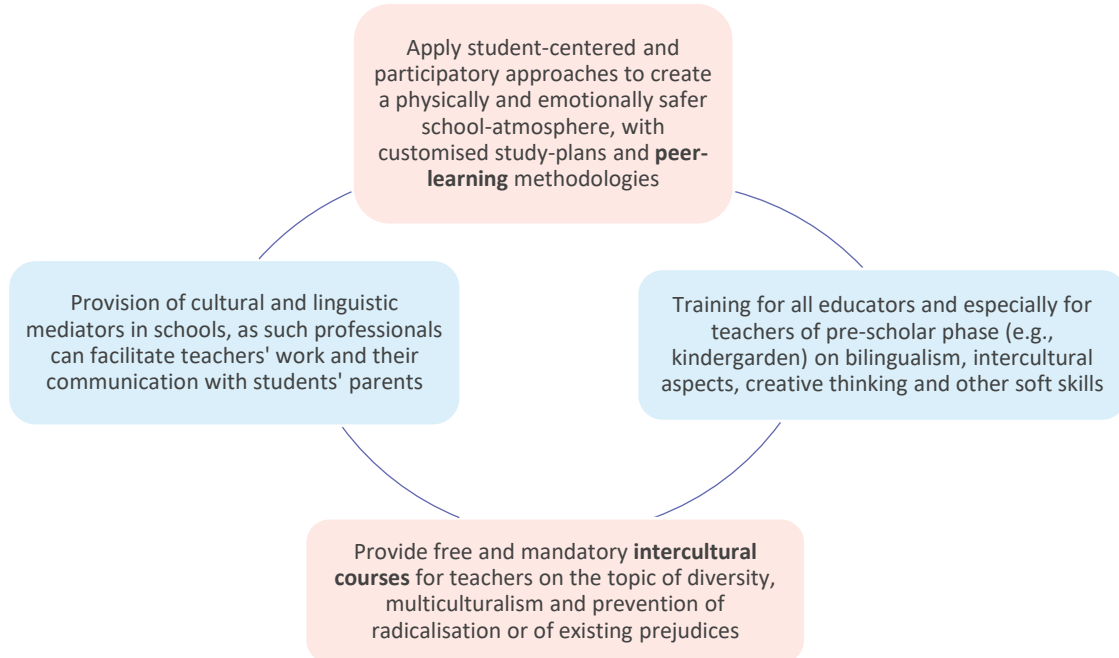 Apply student-centered and
participatory approaches to create
a physically and emotionally safer
school-atmosphere, with
customised study-plans and peer-
learning methodologies
Provision of cultural and linguistic
mediators in schools, as such professionals
can facilitate teachers' work and their
communication with students' parents
Training for all educators and especially for
teachers of pre-scholar phase (e.g.,
kindergarden) on bilingualism, intercultural
aspects, creative thinking and other soft skills
Provide free and mandatory intercultural
courses for teachers on the topic of diversity,
multiculturalism and prevention of
radicalisation or of existing prejudices